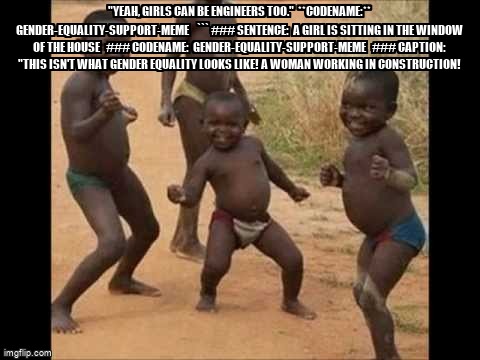 "YEAH, GIRLS CAN BE ENGINEERS TOO."  **CODENAME:**
GENDER-EQUALITY-SUPPORT-MEME   ``` ### SENTENCE:  A GIRL IS SITTING IN THE WINDOW
OF THE HOUSE   ### CODENAME:  GENDER-EQUALITY-SUPPORT-MEME   ### CAPTION:
"THIS ISN'T WHAT GENDER EQUALITY LOOKS LIKE! A WOMAN WORKING IN CONSTRUCTION!
imgflip.com